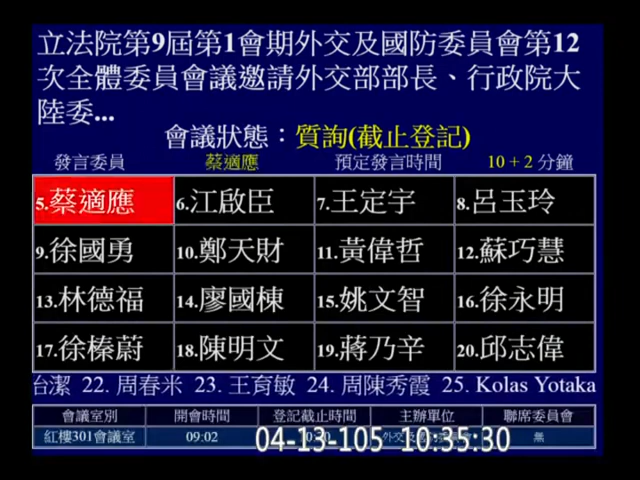 立法院第9屆第1會期外交及國防委員會第12
次全體委員會議邀請外交部部長、行政院大
陸委...
會議狀態：質詢(截止登記)
發言委員 蔡適應 預定發言時間 10 + 2 分鐘
5.蔡適應 6.江啟臣 7.王定宇 8.呂玉玲
9.徐國勇 10.鄭天財 11.黃偉哲 12.蘇巧慧
13.林德福 14.廖國棟 15.姚文智 16.徐永明
17.徐榛蔚 18.陳明文 19.蔣乃辛 20.邱志偉
台潔 22. 周春米 23. 王育敏 24. 周陳秀霞 25. Kolas Yotaka
會議室別 開會時間 登記截止時間 主辦單位 聯席委員會
紅樓301會議室 09:02 無
04-13-105 10:35:30